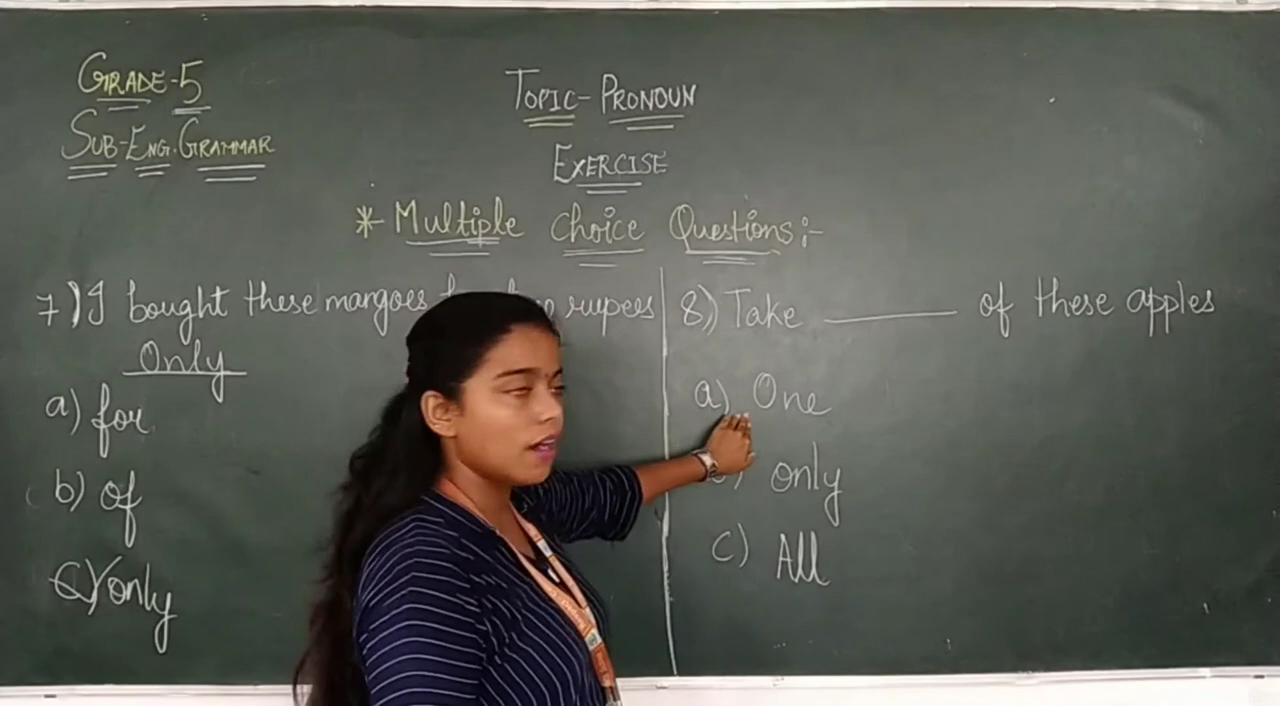 GRADE-5
SUB-ENG.GRAMMAR
TOPIC-PRONOUN
EXERCISE
* Multiple choice Questions:-
7) I bought these mangoes rupees
Only
a) for
b) of
c) only
8) Take ______ of these apples
a) One
only
c) All